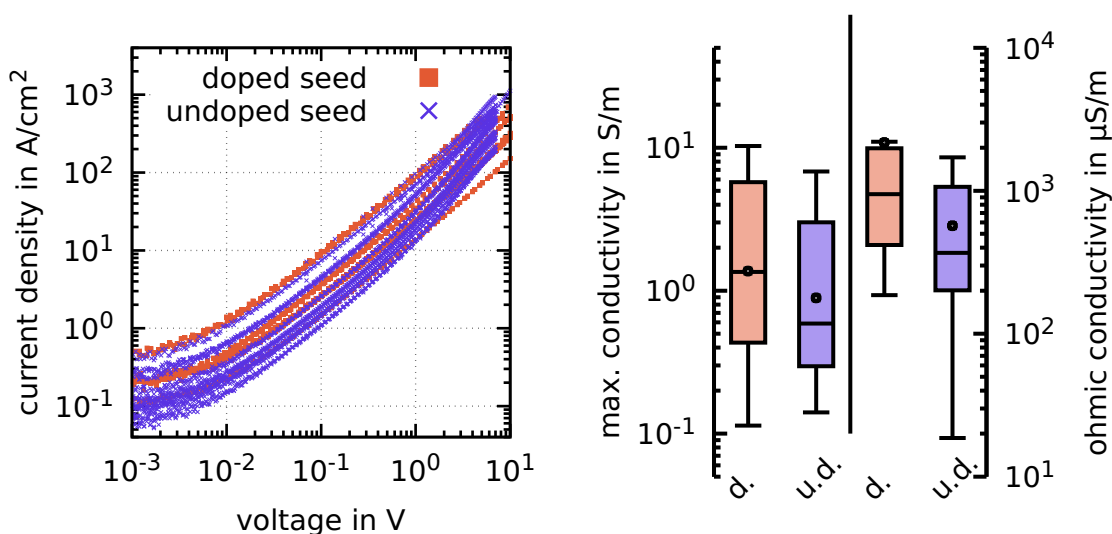 current density in A/cm²
10³
10²
10¹
10⁰
10⁻¹
doped seed
undoped seed
10⁻³
10⁻²
10⁻¹
10⁰
10¹
voltage in V
max. conductivity in S/m
10¹
10⁰
10⁻¹
d.
u.d.
d.
u.d.
10⁴
10³
10²
10¹
ohmic conductivity in µS/m